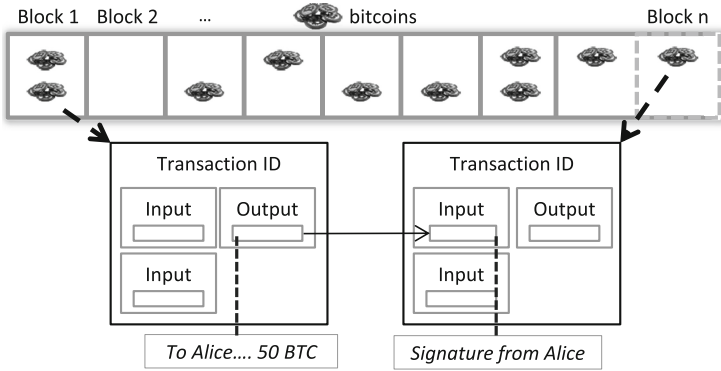 Block 1 Block 2 ... bitcoins Block n
Transaction ID Transaction ID
Input Output Input Output
Input Input
To Alice.... 50 BTC Signature from Alice